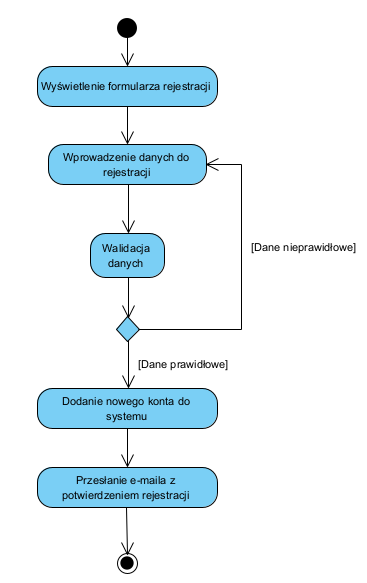 Wyświetlenie formularza rejestracji
Wprowadzenie danych do
rejestracji
[Dane nieprawidłowe]
Walidacja
danych
[Dane prawidłowe]
Dodanie nowego konta do
systemu
Przesłanie e-maila z
potwierdzeniem rejestracji